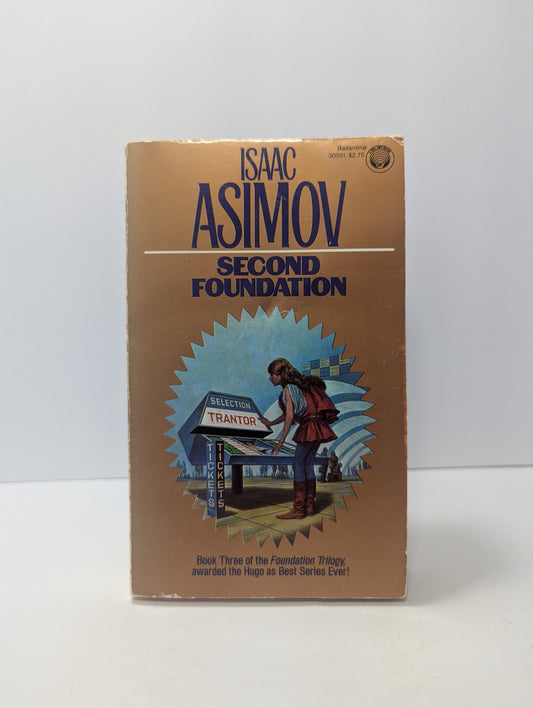 Ballantine
30901/$2.75
ISAAC
ASIMOV
SECOND
FOUNDATION
SELECTION
TRANTOR
TICKETS
TICKETS
Book Three of the Foundation Trilogy,
awarded the Hugo as Best Series Ever!